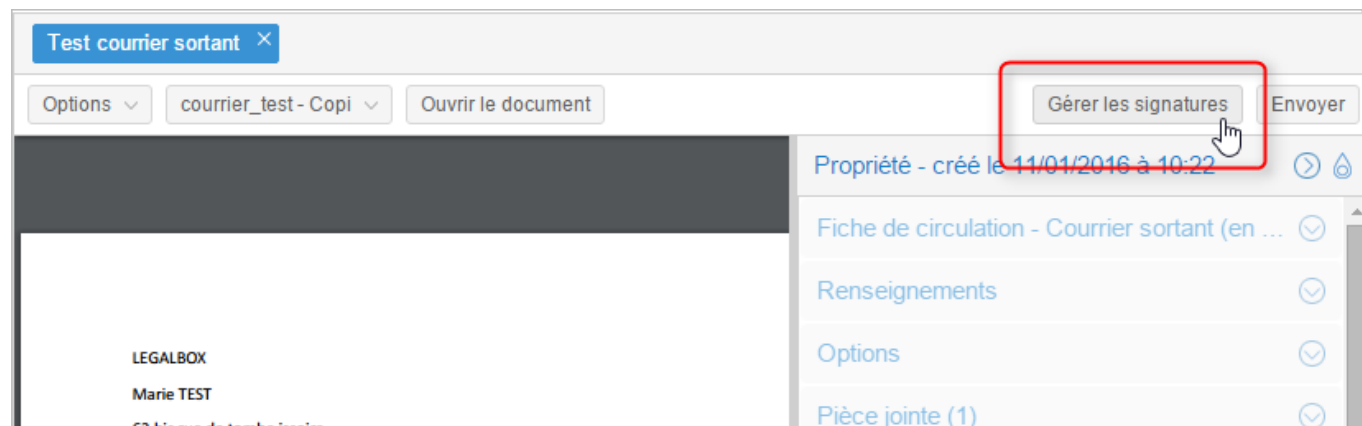 Test courrier sortant
Options courrier_test - Copi Ouvrir le document Gérer les signatures Envoyer
Propriété - créé le 11/01/2016 à 10:22
Fiche de circulation - Courrier sortant (en ...
Renseignements
Options
Pièce jointe (1)
LEGALBOX
Marie TEST